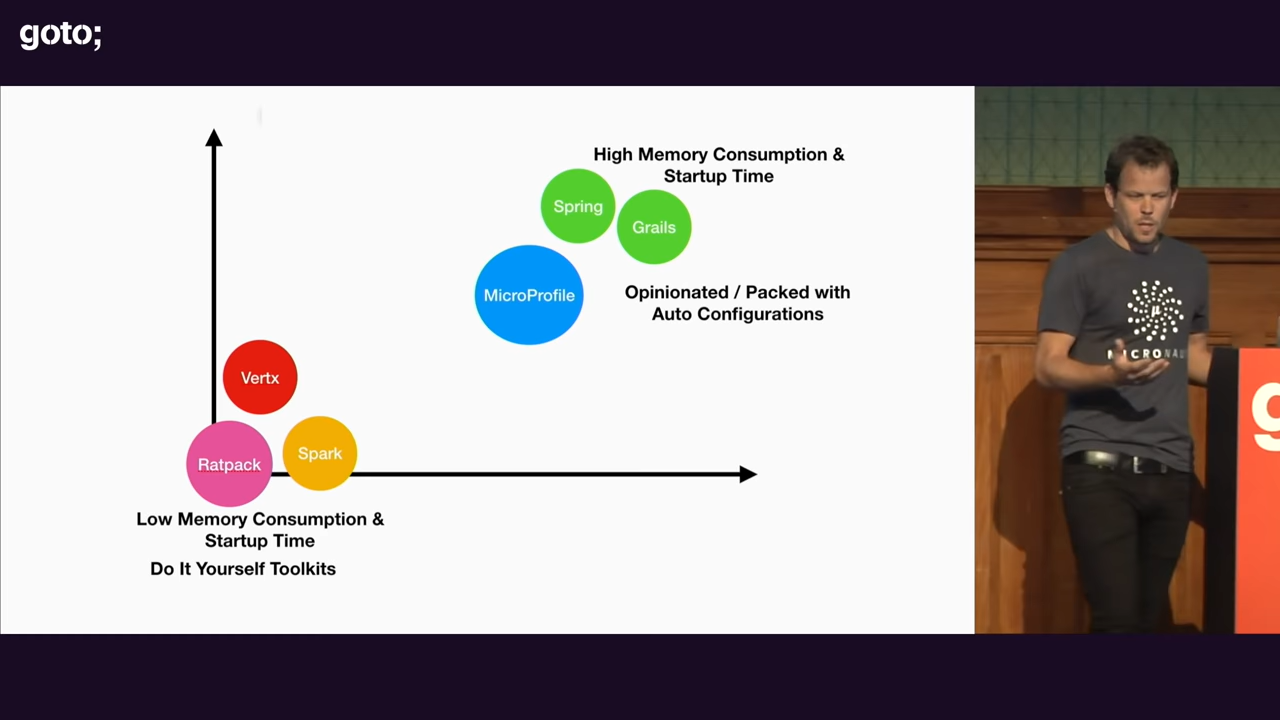 goto;
High Memory Consumption &
Startup Time
Spring
Grails
MicroProfile
Opinionated / Packed with
Auto Configurations
Vertx
Ratpack
Spark
Low Memory Consumption &
Startup Time
Do It Yourself Toolkits
μ
MICRONAU
g